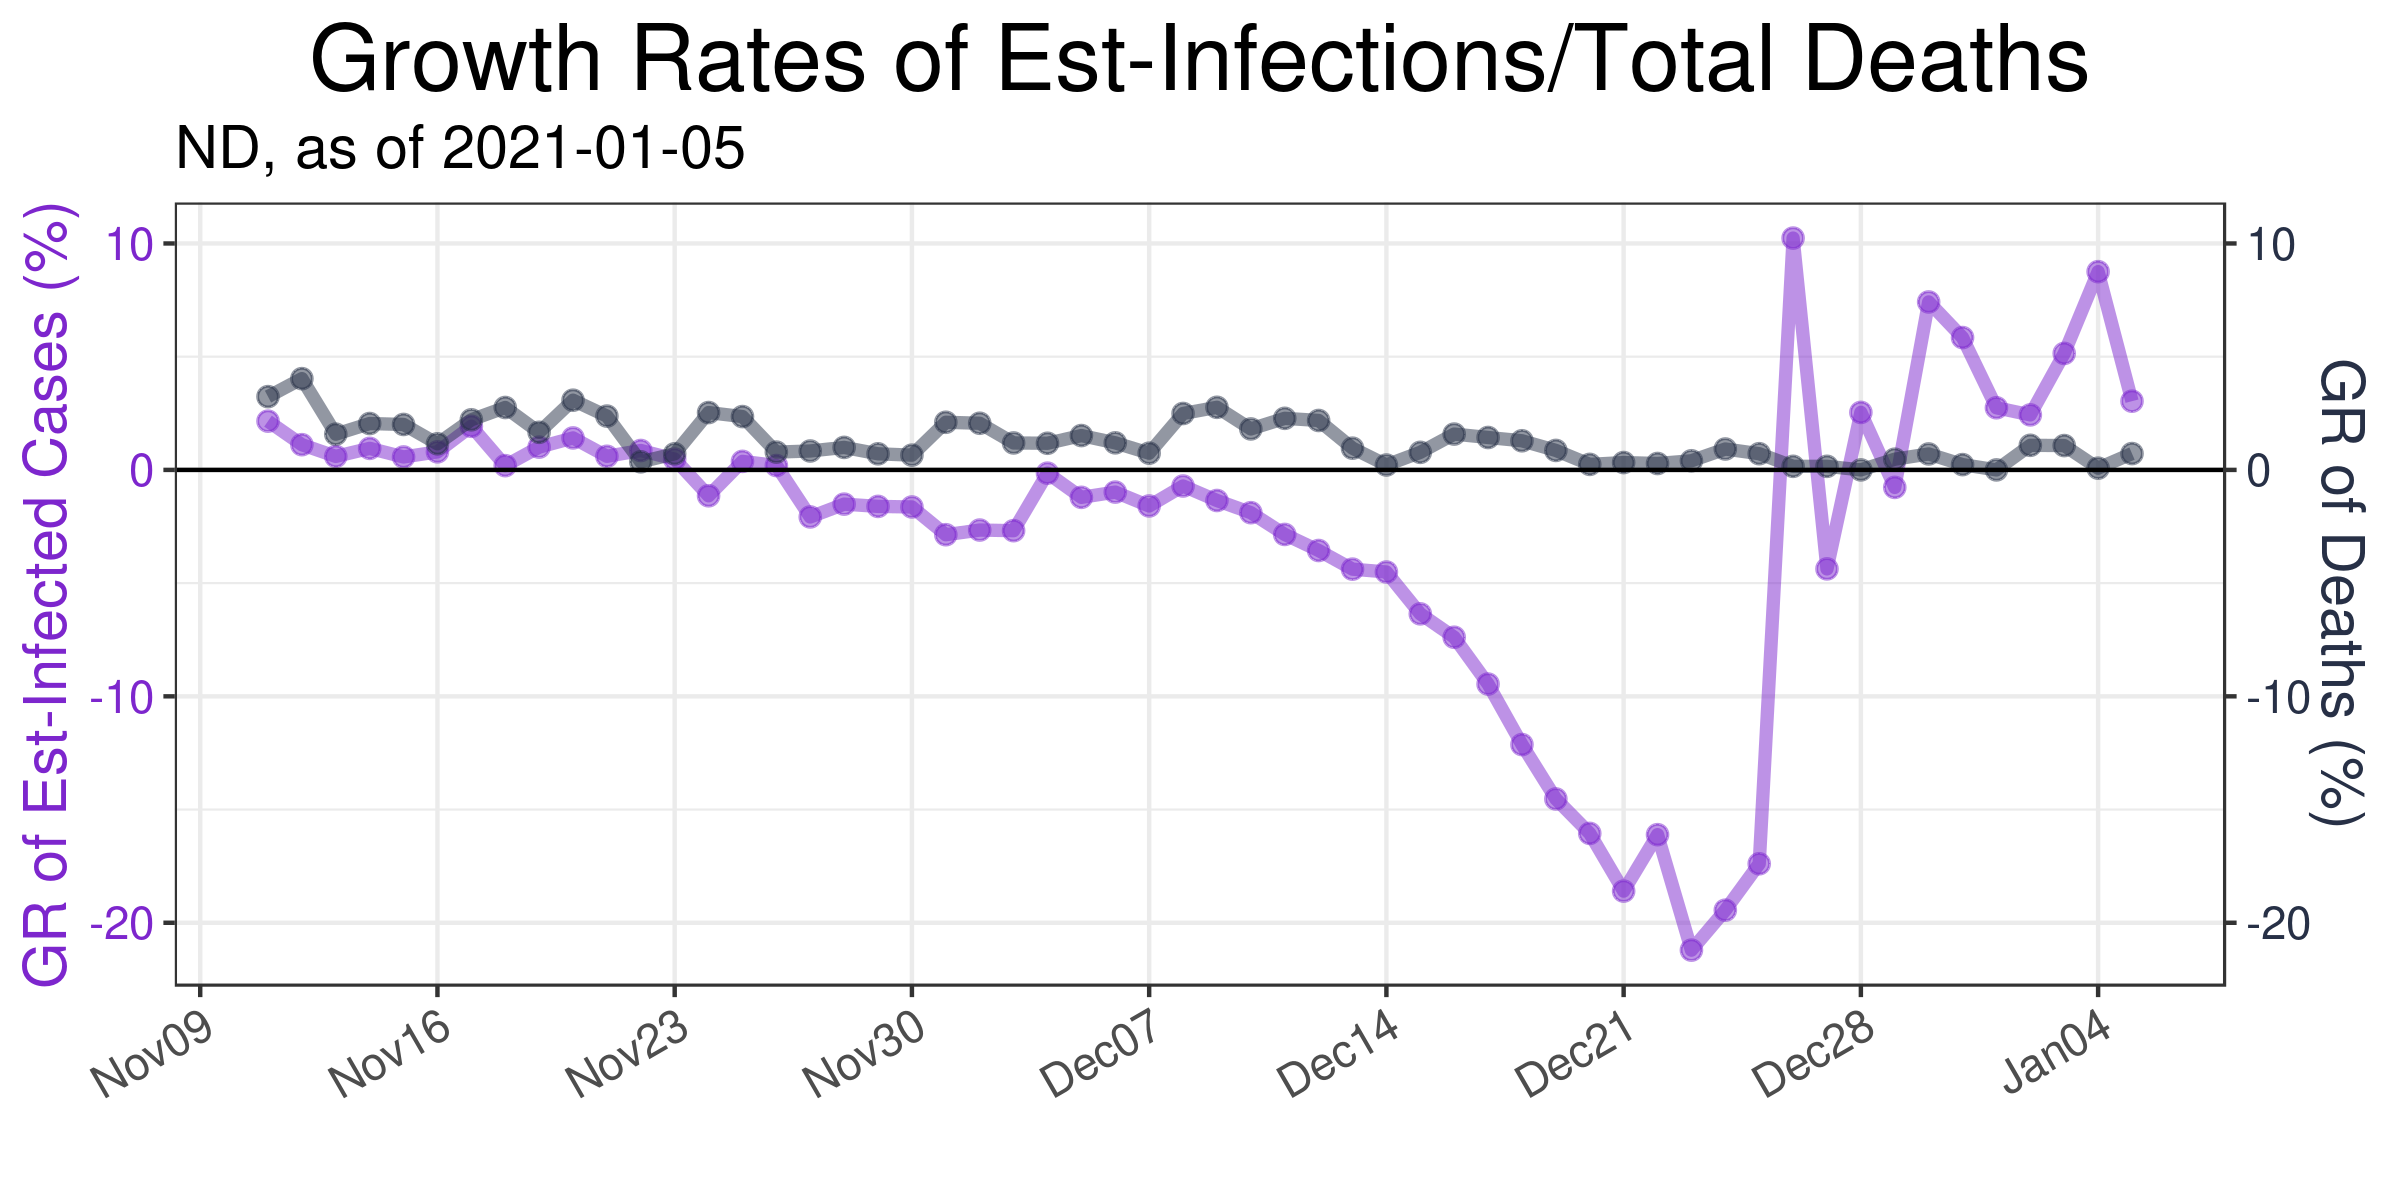 Growth Rates of Est-Infections/Total Deaths
ND, as of 2021-01-05
GR of Est-Infected Cases (%)
10
0
-10
-20
10
0
-10
-20
GR of Deaths (%)
Nov09
Nov16
Nov23
Nov30
Dec07
Dec14
Dec21
Dec28
Jan04